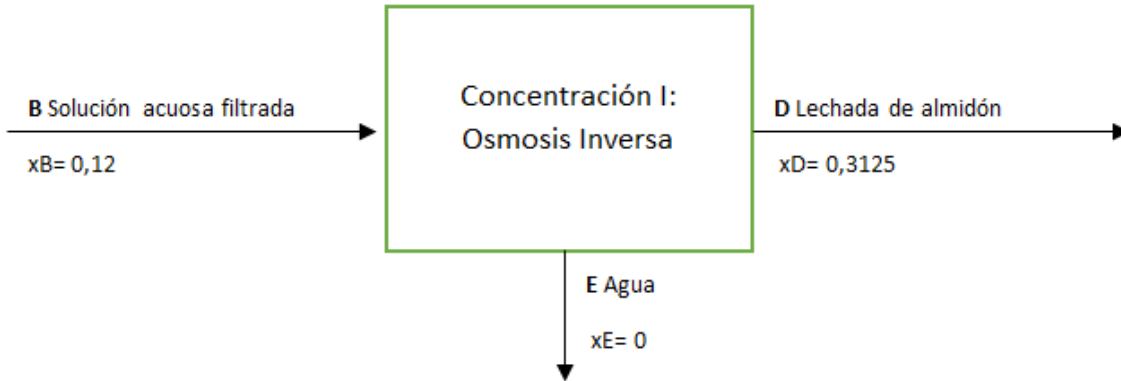 Concentración I:
Osmosis Inversa
B Solución acuosa filtrada
xB= 0,12
D Lechada de almidón
xD= 0,3125
E Agua
xE= 0